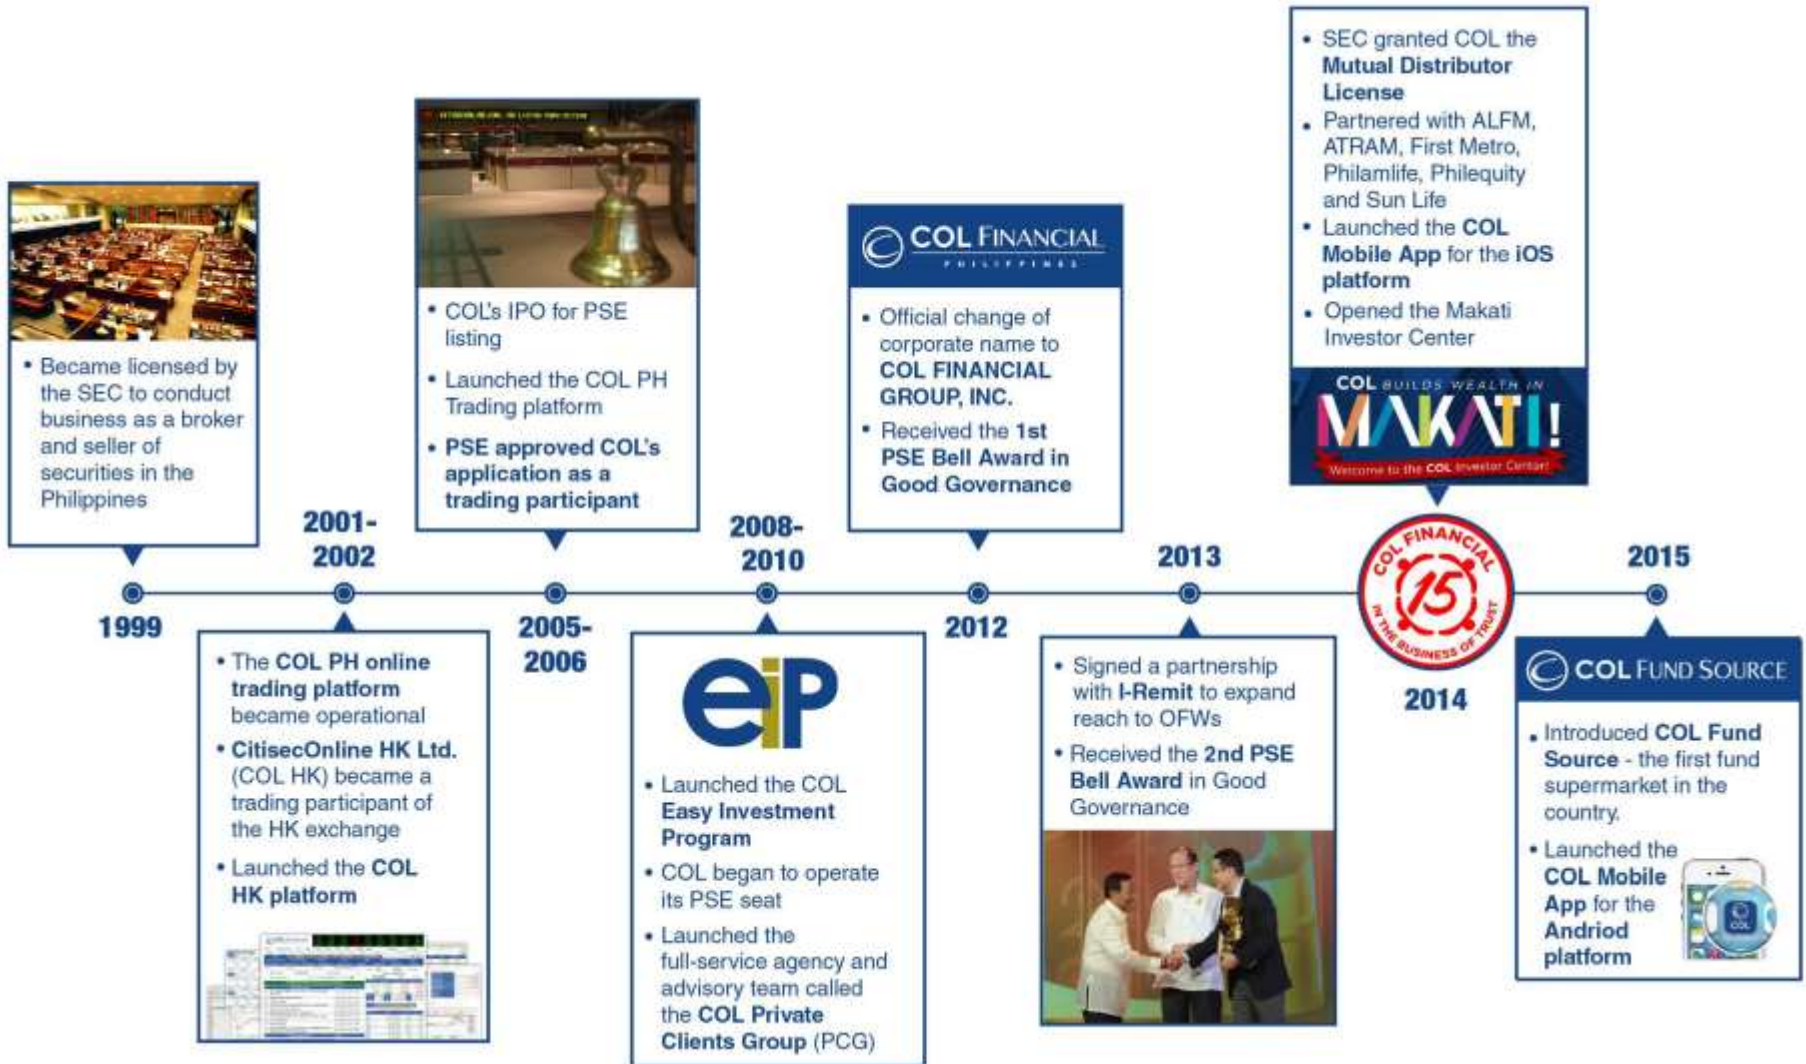 • Became licensed by
the SEC to conduct
business as a broker
and seller of
securities in the
Philippines
1999
2001-
2002
• The COL PH online
trading platform
became operational
• CitisecOnline HK Ltd.
(COL HK) became a
trading participant of
the HK exchange
• Launched the COL
HK platform
• COL's IPO for PSE
listing
• Launched the COL PH
Trading platform
• PSE approved COL's
application as a
trading participant
2005-
2006
2008-
2010
eiP
• Launched the COL
Easy Investment
Program
• COL began to operate
its PSE seat
• Launched the
full-service agency and
advisory team called
the COL Private
Clients Group (PCG)
COL FINANCIAL
PHILIPPINES
• Official change of
corporate name to
COL FINANCIAL
GROUP, INC.
• Received the 1st
PSE Bell Award in
Good Governance
2012
2013
• Signed a partnership
with I-Remit to expand
reach to OFWs
• Received the 2nd PSE
Bell Award in Good
Governance
• SEC granted COL the
Mutual Distributor
License
• Partnered with ALFM,
ATRAM, First Metro,
Philamlife, Philequity
and Sun Life
• Launched the COL
Mobile App for the iOS
platform
• Opened the Makati
Investor Center
COL BUILDS WEALTH IN
MAKATI!
Welcome to the COL Investor Center!
COL FINANCIAL
15
IN THE BUSINESS OF TRUST
2014
2015
COL FUND SOURCE
• Introduced COL Fund
Source - the first fund
supermarket in the
country.
• Launched the
COL Mobile
App for the
Andriod
platform
COL